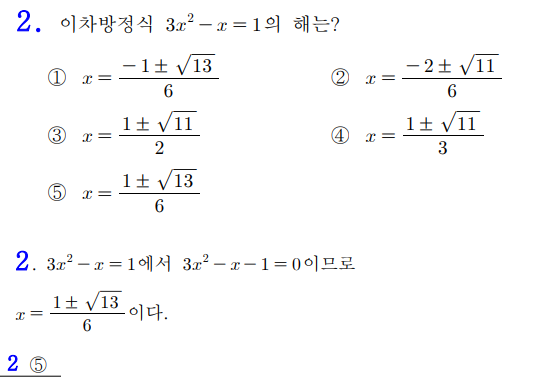 2. 이차방정식 3x² − x = 1의 해는?
① x = (−1 ± √13)/6 ② x = (−2 ± √11)/6
③ x = (1 ± √11)/2 ④ x = (1 ± √11)/3
⑤ x = (1 ± √13)/6
2. 3x² − x = 1에서 3x² − x − 1 = 0이므로
x = (1 ± √13)/6 이다.
2 ⑤